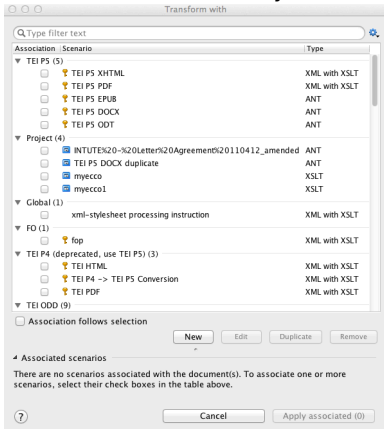 Transform with
Type filter text
Association Scenario Type
TEI P5 (5)
TEI P5 XHTML XML with XSLT
TEI P5 PDF XML with XSLT
TEI P5 EPUB ANT
TEI P5 DOCX ANT
TEI P5 ODT ANT
Project (4)
INTUTE%20-%20Letter%20Agreement%20110412_amended ANT
TEI P5 DOCX duplicate ANT
myecco XSLT
myecco1 XSLT
Global (1)
xml-stylesheet processing instruction XML with XSLT
FO (1)
fop XML with XSLT
TEI P4 (deprecated, use TEI P5) (3)
TEI HTML XML with XSLT
TEI P4 -> TEI P5 Conversion XML with XSLT
TEI PDF XML with XSLT
TEI ODD (9)
Association follows selection
New Edit Duplicate Remove
Associated scenarios
There are no scenarios associated with the document(s). To associate one or more
scenarios, select their check boxes in the table above.
? Cancel Apply associated (0)